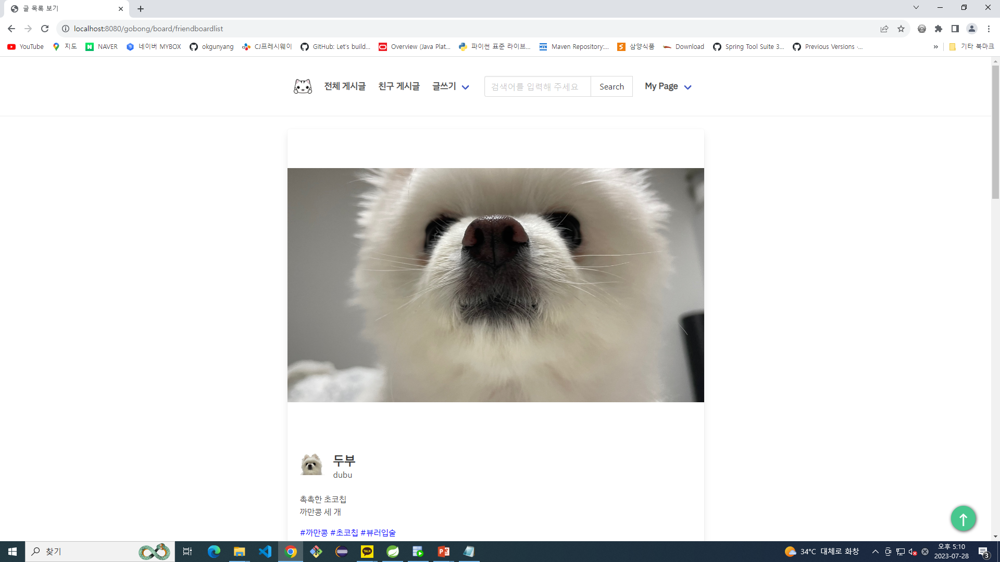 글 목록 보기
localhost:8080/gobong/board/friendboardlist
YouTube 지도 NAVER 네이버 MYBOX okgunyang CJ프레시웨이 GitHub: Let's build... Overview (Java Plat... 파이썬 표준 라이브... Maven Repository:... 삼양식품 Download Spring Tool Suite 3... Previous Versions ·... » 기타 북마크
전체 게시글 친구 게시글 글쓰기 검색어를 입력해 주세요 Search My Page
두부
dubu
촉촉한 초코칩
까만콩 세 개
#까만콩 #초코칩 #뷰러입술
찾기 TALK 34°C 대체로 화창 오후 5:10
2023-07-28 3